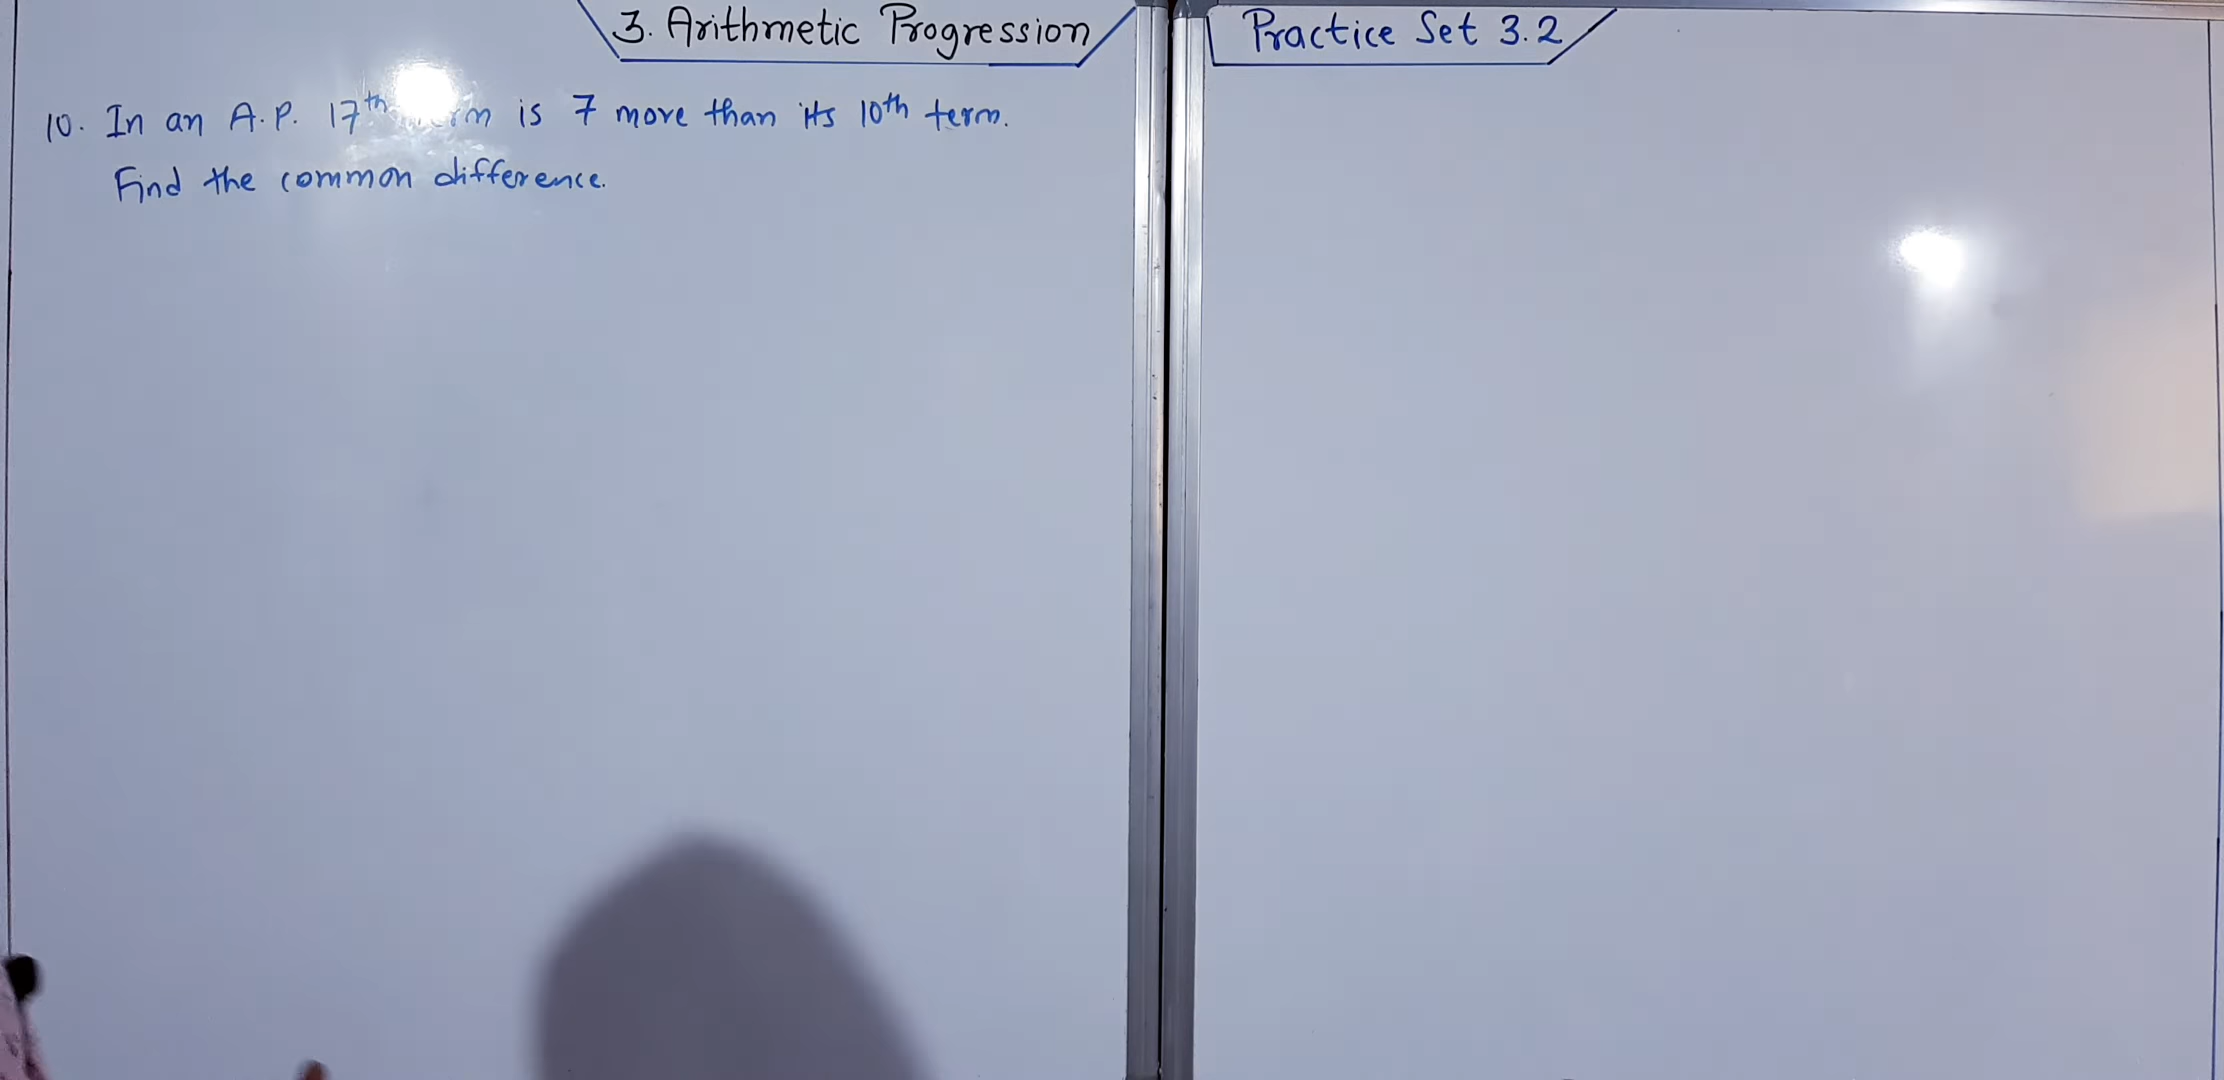 3. Arithmetic Progression
Practice Set 3.2
10. In an A.P. 17th term is 7 more than its 10th term.
Find the common difference.